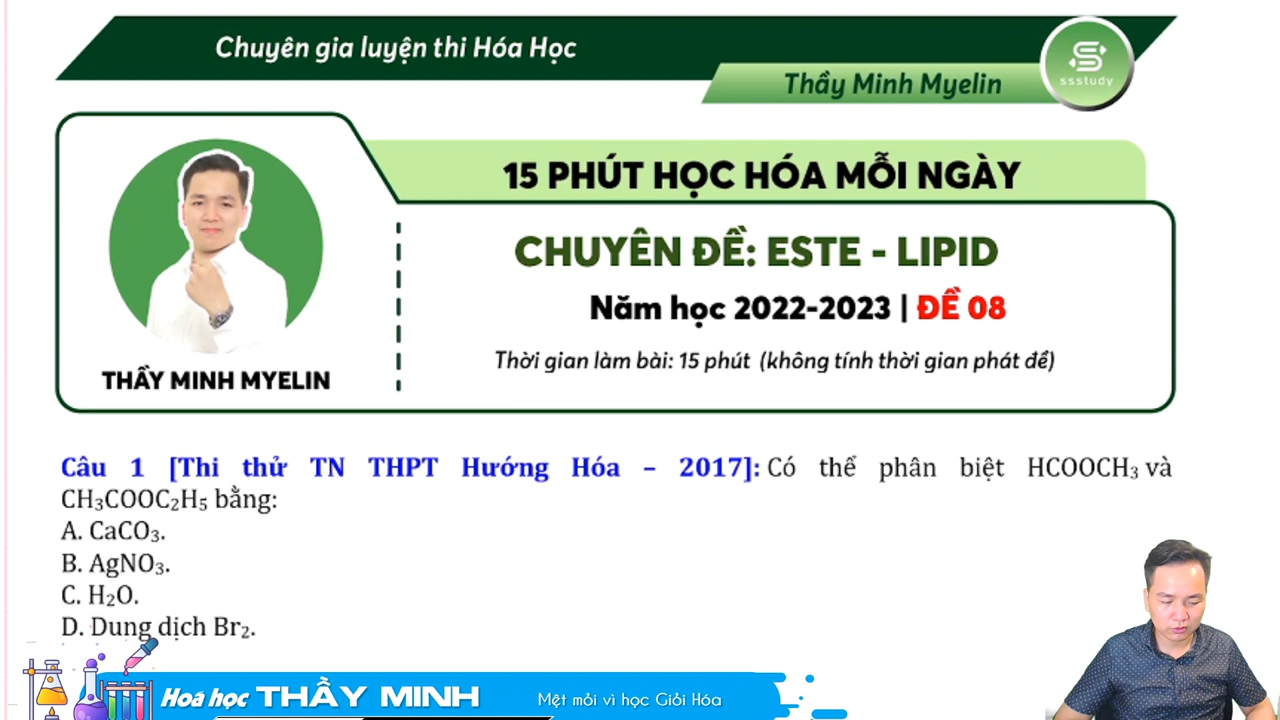 Chuyên gia luyện thi Hóa Học
Thầy Minh Myelin
ssstudy
15 PHÚT HỌC HÓA MỖI NGÀY
CHUYÊN ĐỀ: ESTE - LIPID
Năm học 2022-2023 | ĐỀ 08
Thời gian làm bài: 15 phút (không tính thời gian phát đề)
THẦY MINH MYELIN
Câu 1 [Thi thử TN THPT Hướng Hóa – 2017]: Có thể phân biệt HCOOCH₃ và
CH₃COOC₂H₅ bằng:
A. CaCO₃.
B. AgNO₃.
C. H₂O.
D. Dung dịch Br₂.
Hoá học THẦY MINH
Mệt mỏi vì học Giỏi Hóa